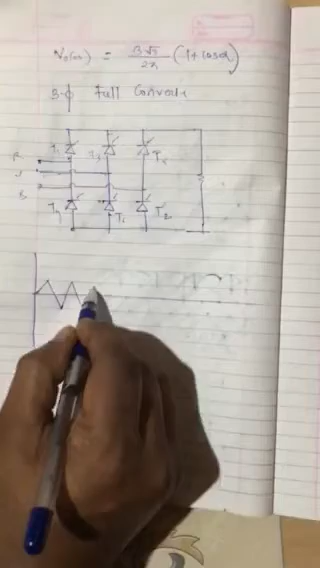 V₀(av) = 3√3/2π (1+cosα)
3-ϕ Full Converter
T₁ T₃ T₅
R
Y
B
T₄ T₆ T₂